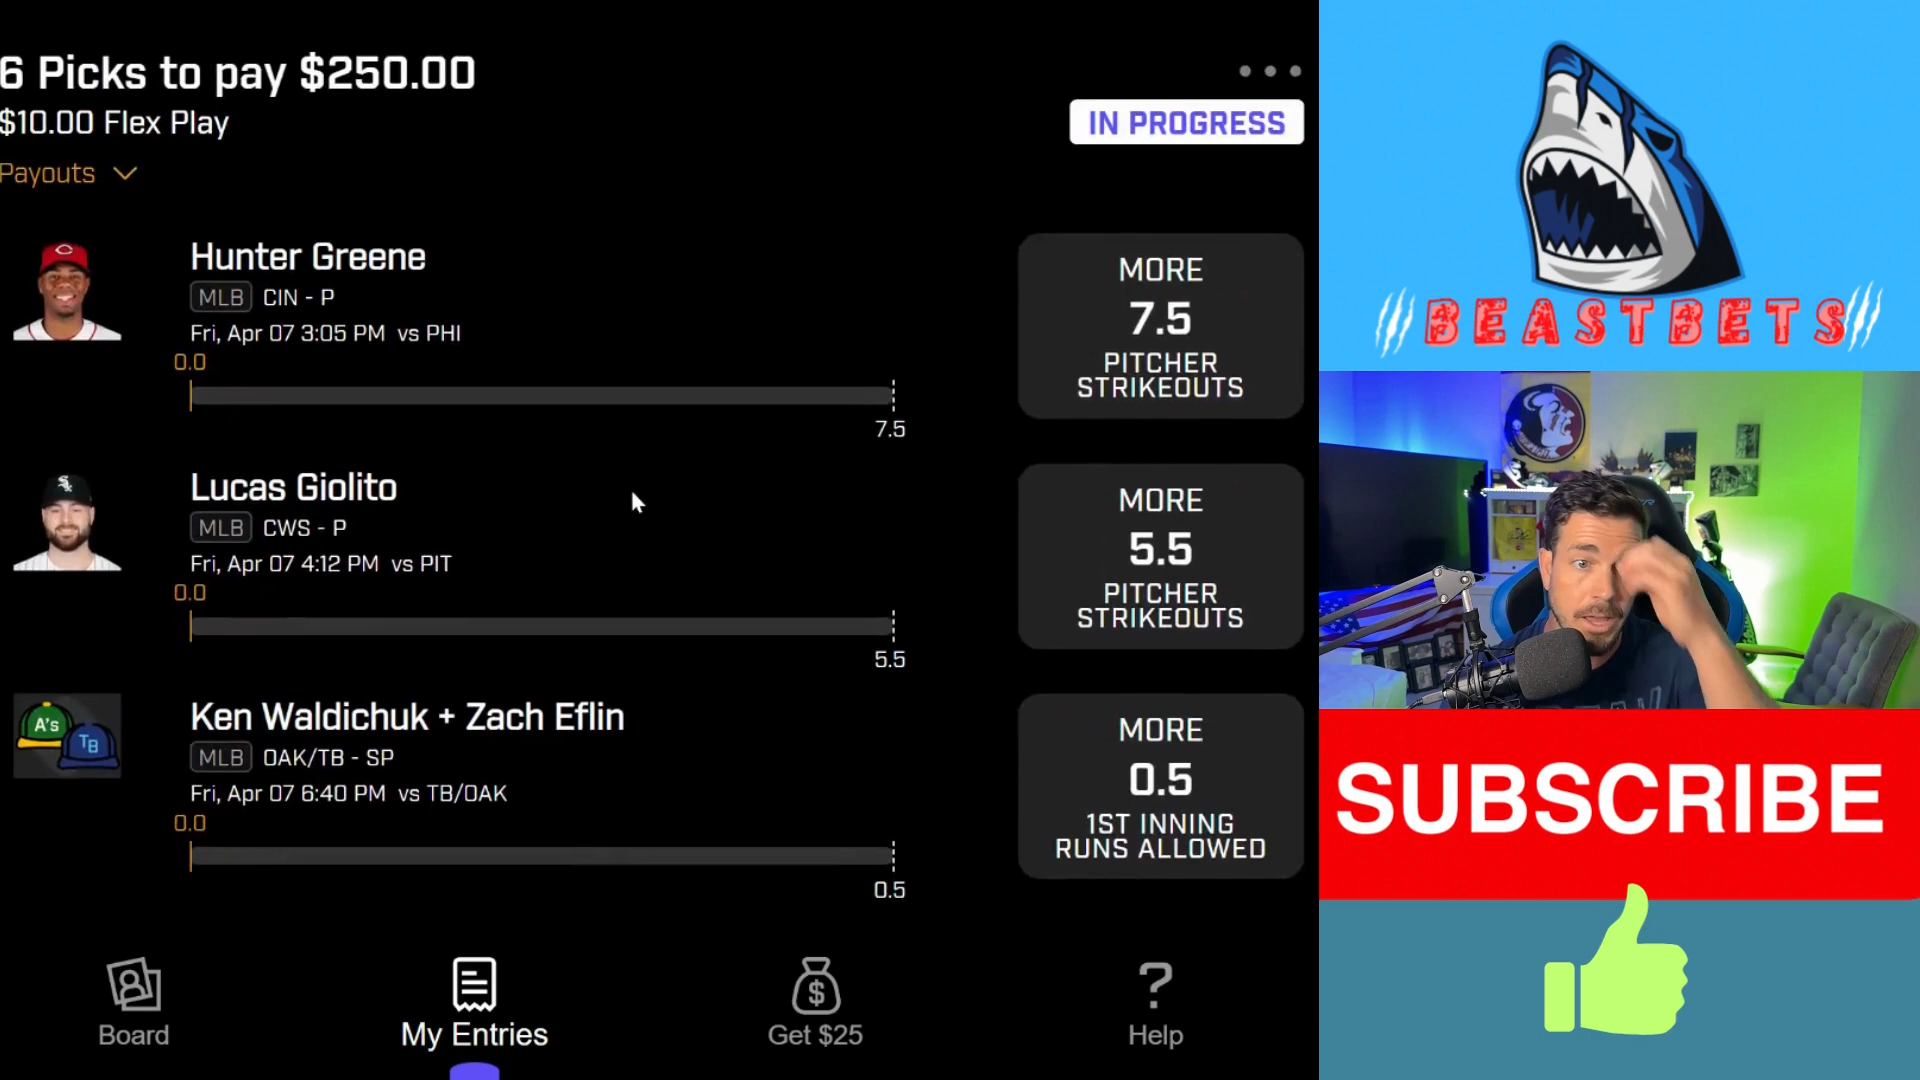 6 Picks to pay $250.00
$10.00 Flex Play
IN PROGRESS
Payouts
Hunter Greene
MLB CIN - P
Fri, Apr 07 3:05 PM vs PHI
0.0
7.5
MORE
7.5
PITCHER
STRIKEOUTS
Lucas Giolito
MLB CWS - P
Fri, Apr 07 4:12 PM vs PIT
0.0
5.5
MORE
5.5
PITCHER
STRIKEOUTS
A's
TB
Ken Waldichuk + Zach Eflin
MLB OAK/TB - SP
Fri, Apr 07 6:40 PM vs TB/OAK
0.0
0.5
MORE
0.5
1ST INNING
RUNS ALLOWED
Board
My Entries
Get $25
Help
BEASTBETS
SUBSCRIBE